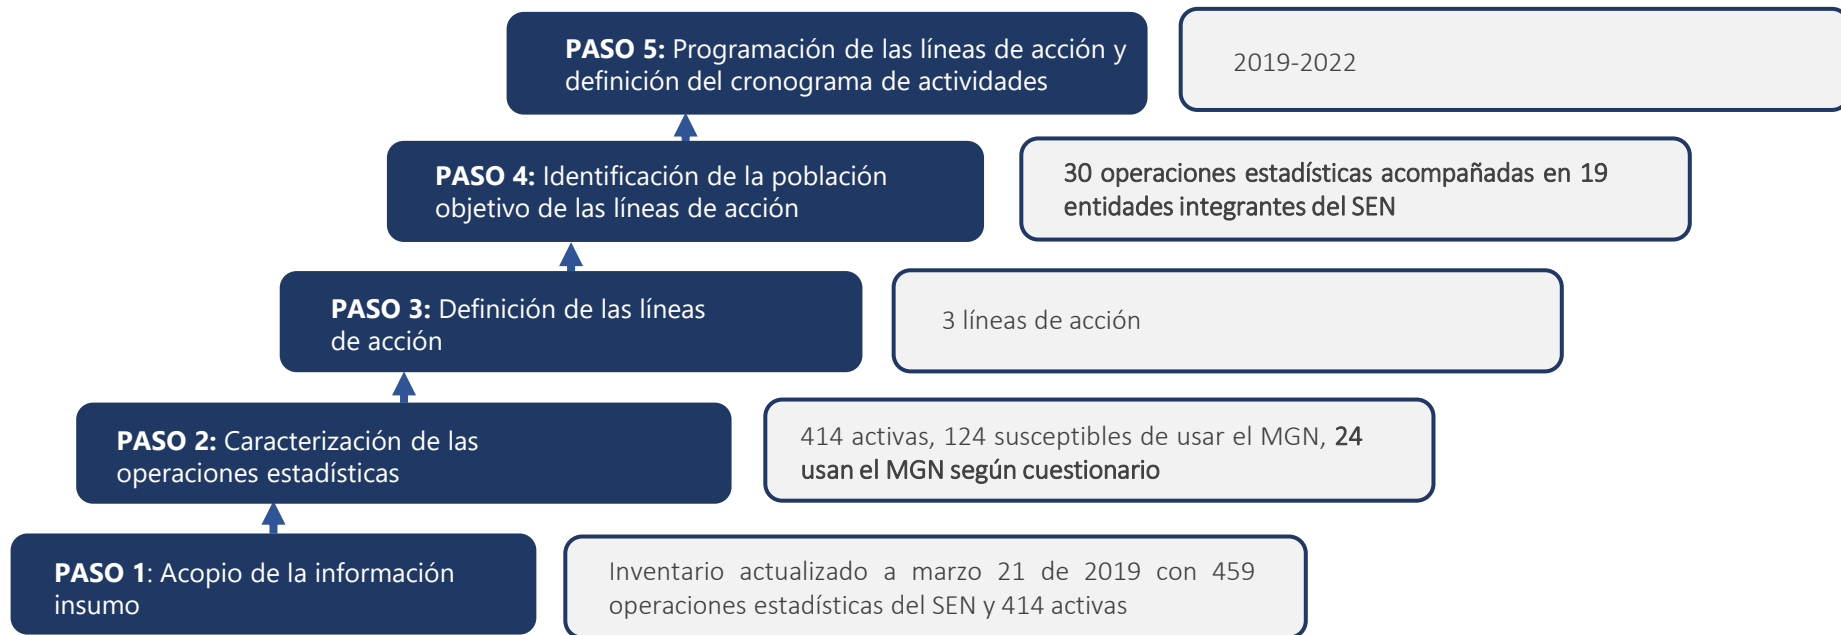 PASO 5: Programación de las líneas de acción y
definición del cronograma de actividades
2019-2022
PASO 4: Identificación de la población
objetivo de las líneas de acción
30 operaciones estadísticas acompañadas en 19
entidades integrantes del SEN
PASO 3: Definición de las líneas
de acción
3 líneas de acción
PASO 2: Caracterización de las
operaciones estadísticas
414 activas, 124 susceptibles de usar el MGN, 24
usan el MGN según cuestionario
PASO 1: Acopio de la información
insumo
Inventario actualizado a marzo 21 de 2019 con 459
operaciones estadísticas del SEN y 414 activas